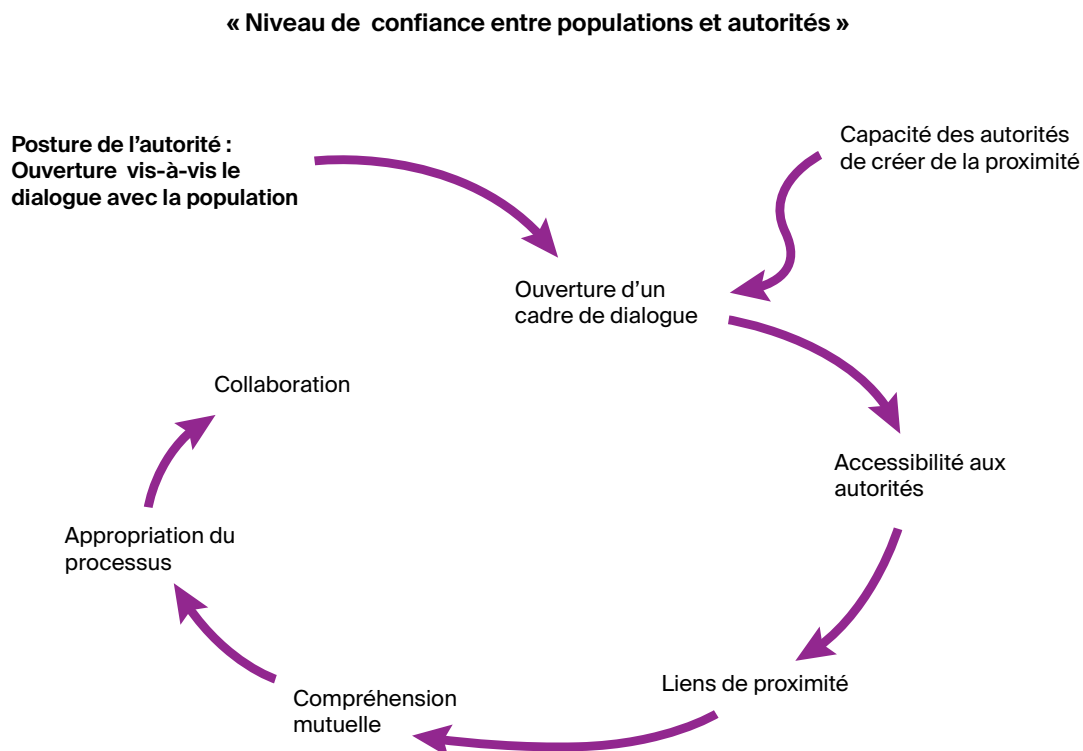 « Niveau de  confiance entre populations et autorités »
Posture de l’autorité :
Ouverture  vis-à-vis le
dialogue avec la population
Capacité des autorités
de créer de la proximité
Ouverture d’un
cadre de dialogue
Accessibilité aux
autorités
Liens de proximité
Compréhension
mutuelle
Appropriation du
processus
Collaboration